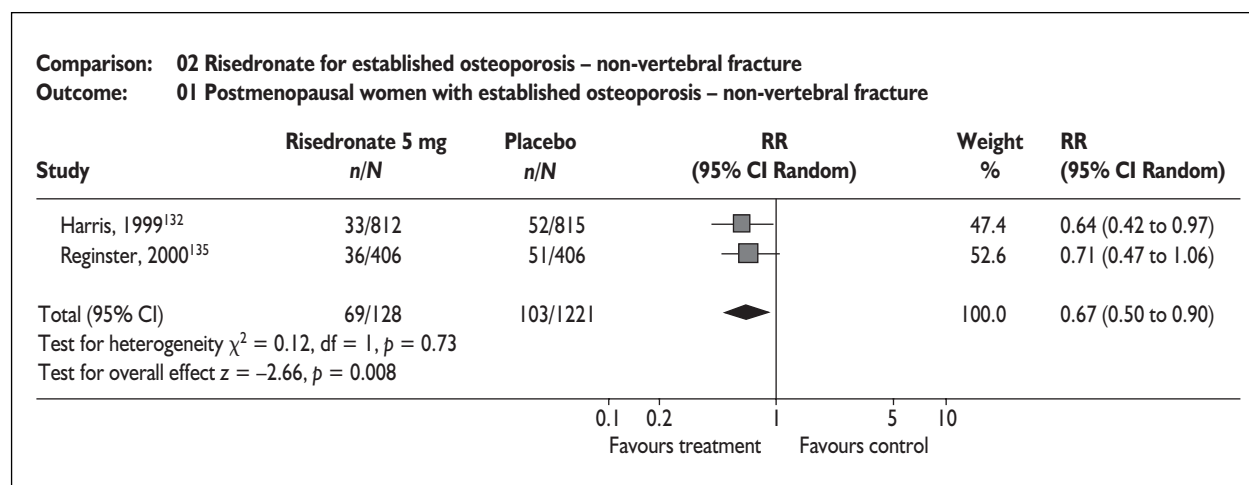 Comparison: 02 Risedronate for established osteoporosis – non-vertebral fracture
Outcome: 01 Postmenopausal women with established osteoporosis – non-vertebral fracture
Risedronate 5 mg Placebo RR Weight RR
Study n/N n/N (95% CI Random) % (95% CI Random)
Harris, 1999132 33/812 52/815 47.4 0.64 (0.42 to 0.97)
Reginster, 2000135 36/406 51/406 52.6 0.71 (0.47 to 1.06)
Total (95% CI) 69/128 103/1221 100.0 0.67 (0.50 to 0.90)
Test for heterogeneity χ2 = 0.12, df = 1, p = 0.73
Test for overall effect z = –2.66, p = 0.008
0.1 0.2 1 5 10
Favours treatment Favours control